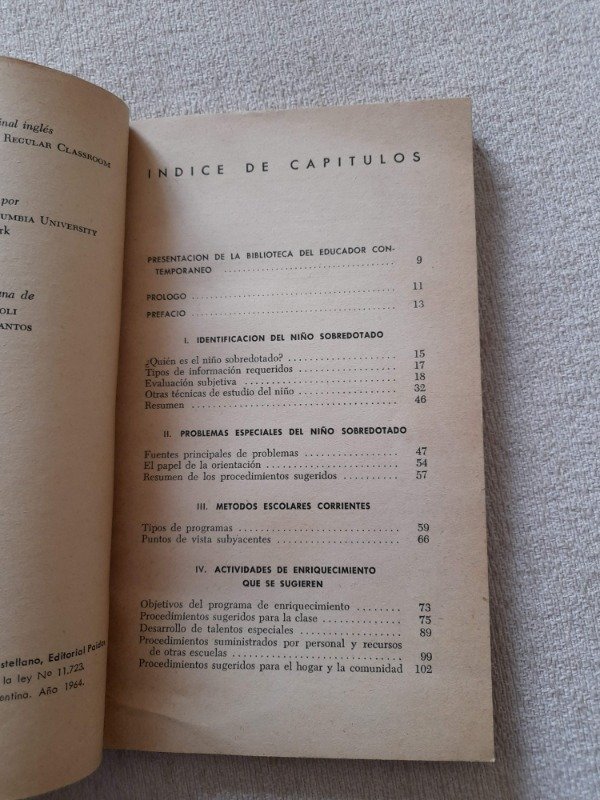 inal inglés
REGULAR CLASSROOM
por
UMBIA UNIVERSITY
rk
ana de
OLI
ANTOS
stellano, Editorial Paidós
la ley Nº 11.723.
entina. Año 1964.
INDICE DE CAPITULOS
PRESENTACION DE LA BIBLIOTECA DEL EDUCADOR CON-
TEMPORANEO .................... 9
PROLOGO .................... 11
PREFACIO .................... 13
I. IDENTIFICACION DEL NIÑO SOBREDOTADO
¿Quién es el niño sobredotado? .................... 15
Tipos de información requeridos .................... 17
Evaluación subjetiva .................... 18
Otras técnicas de estudio del niño .................... 32
Resumen .................... 46
II. PROBLEMAS ESPECIALES DEL NIÑO SOBREDOTADO
Fuentes principales de problemas .................... 47
El papel de la orientación .................... 54
Resumen de los procedimientos sugeridos .................... 57
III. METODOS ESCOLARES CORRIENTES
Tipos de programas .................... 59
Puntos de vista subyacentes .................... 66
IV. ACTIVIDADES DE ENRIQUECIMIENTO
QUE SE SUGIEREN
Objetivos del programa de enriquecimiento .......... 73
Procedimientos sugeridos para la clase .................... 75
Desarrollo de talentos especiales .................... 89
Procedimientos suministrados por personal y recursos
de otras escuelas .................... 99
Procedimientos sugeridos para el hogar y la comunidad 102